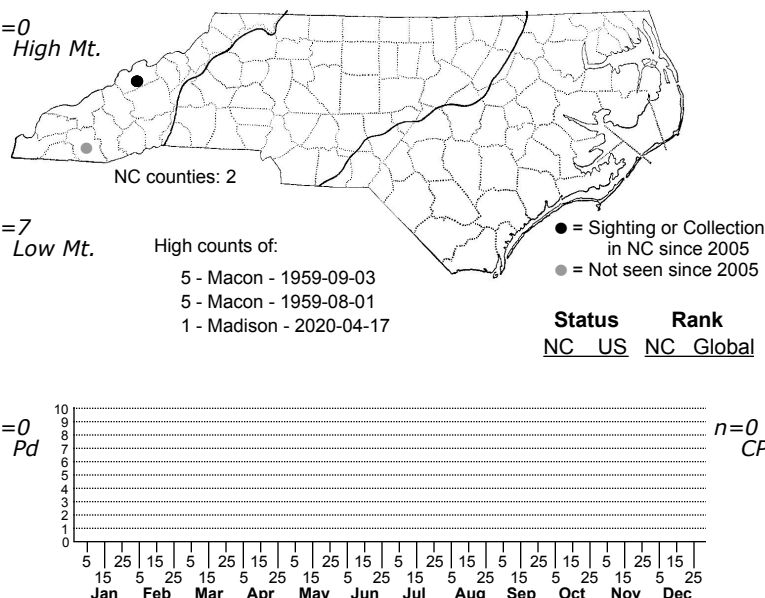 =0
High Mt.
NC counties: 2
=7
Low Mt.
High counts of:
5 - Macon - 1959-09-03
5 - Macon - 1959-08-01
1 - Madison - 2020-04-17
● = Sighting or Collection
in NC since 2005
● = Not seen since 2005
Status Rank
NC US NC Global
=0
Pd
n=0
CP
10
9
8
7
6
5
4
3
2
1
0
5 25 15 5 25 15 5 25 15 5 25 15 5 25 15 5 25 15
15 5 25 15 5 25 15 5 25 15 5 25 15 5 25 15 5 25
Jan Feb Mar Apr May Jun Jul Aug Sep Oct Nov Dec